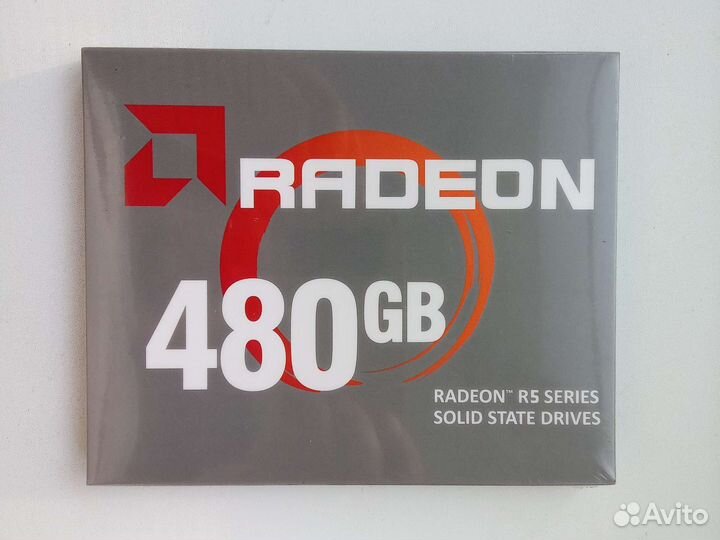 RADEON
480GB
RADEON™ R5 SERIES
SOLID STATE DRIVES
Avito